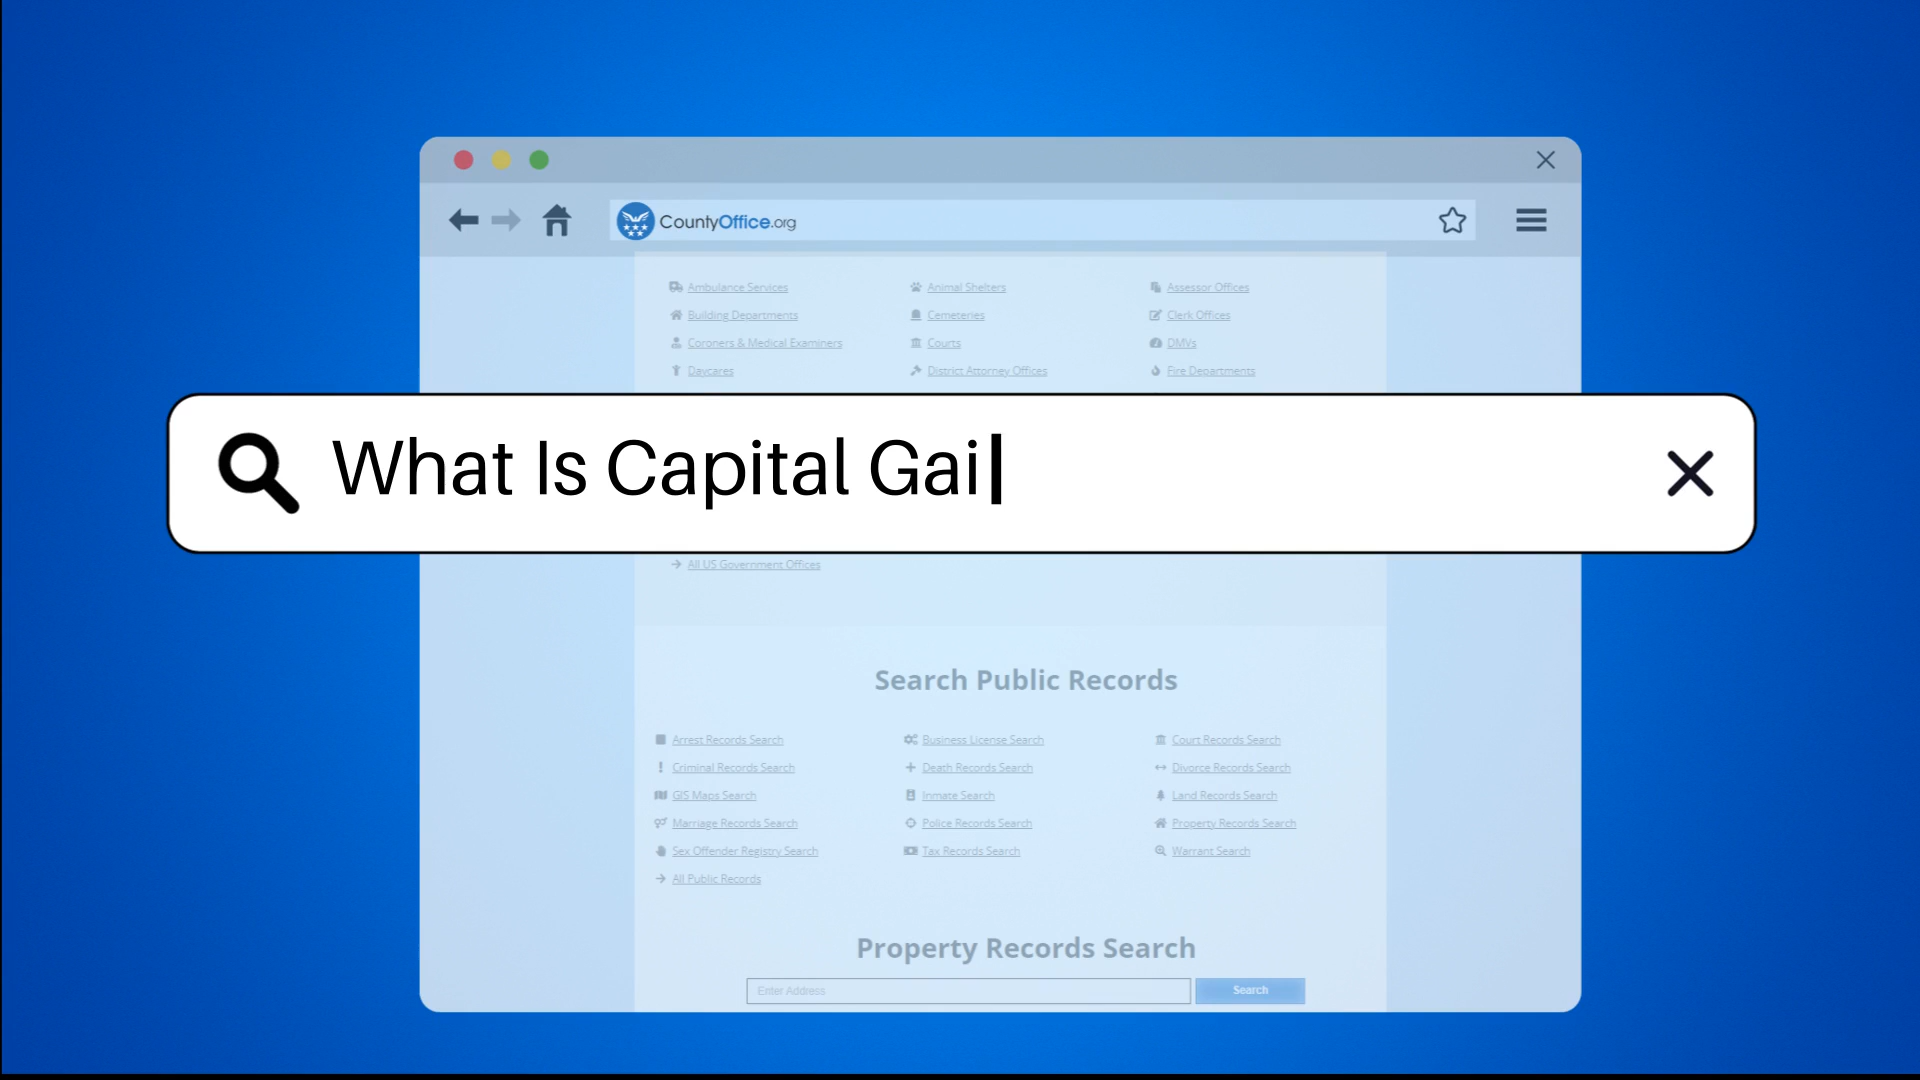 CountyOffice.org
Ambulance Services Animal Shelters Assessor Offices
Building Departments Cemeteries Clerk Offices
Coroners & Medical Examiners Courts DMVs
Daycares District Attorney Offices Fire Departments
What Is Capital Gai
All US Government Offices
Search Public Records
Arrest Records Search Business License Search Court Records Search
Criminal Records Search Death Records Search Divorce Records Search
GIS Maps Search Inmate Search Land Records Search
Marriage Records Search Police Records Search Property Records Search
Sex Offender Registry Search Tax Records Search Warrant Search
All Public Records
Property Records Search
Enter Address Search